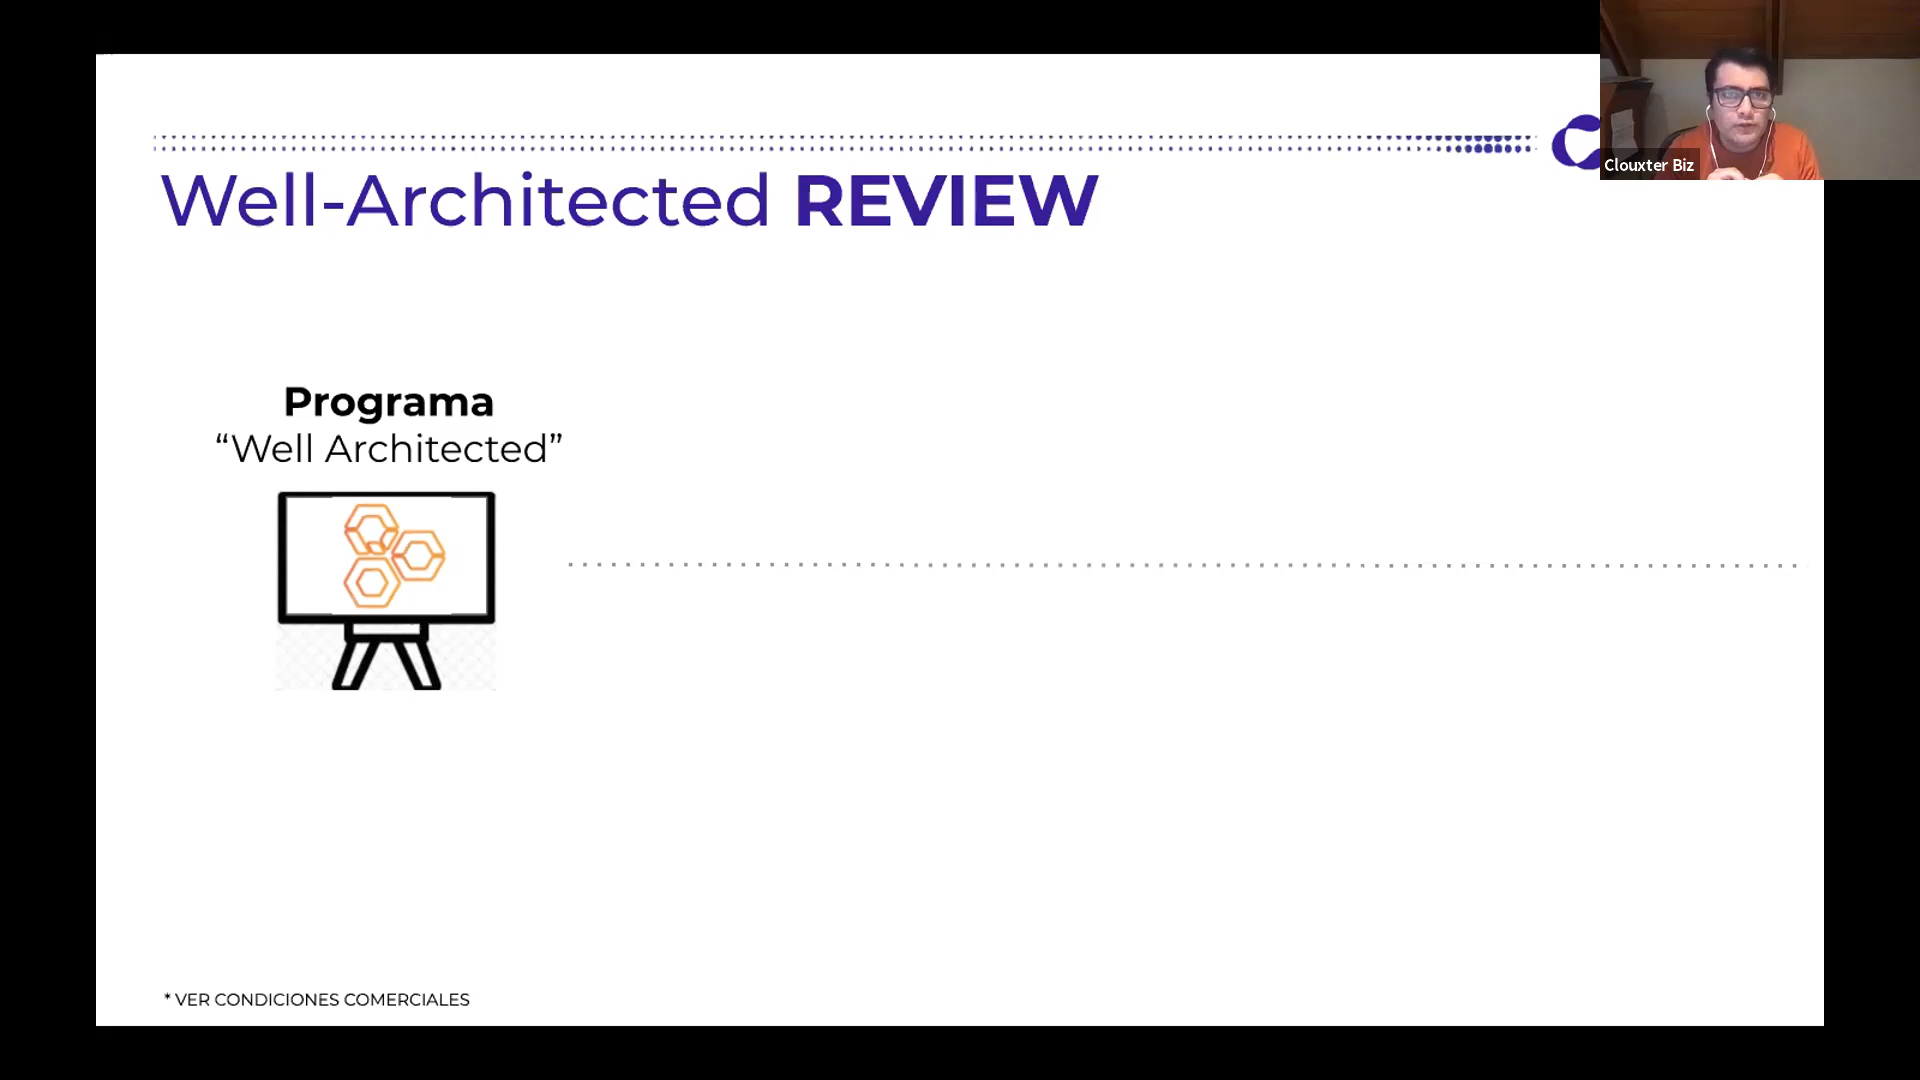 Well-Architected REVIEW
Clouxter Biz
Programa
“Well Architected”
* VER CONDICIONES COMERCIALES